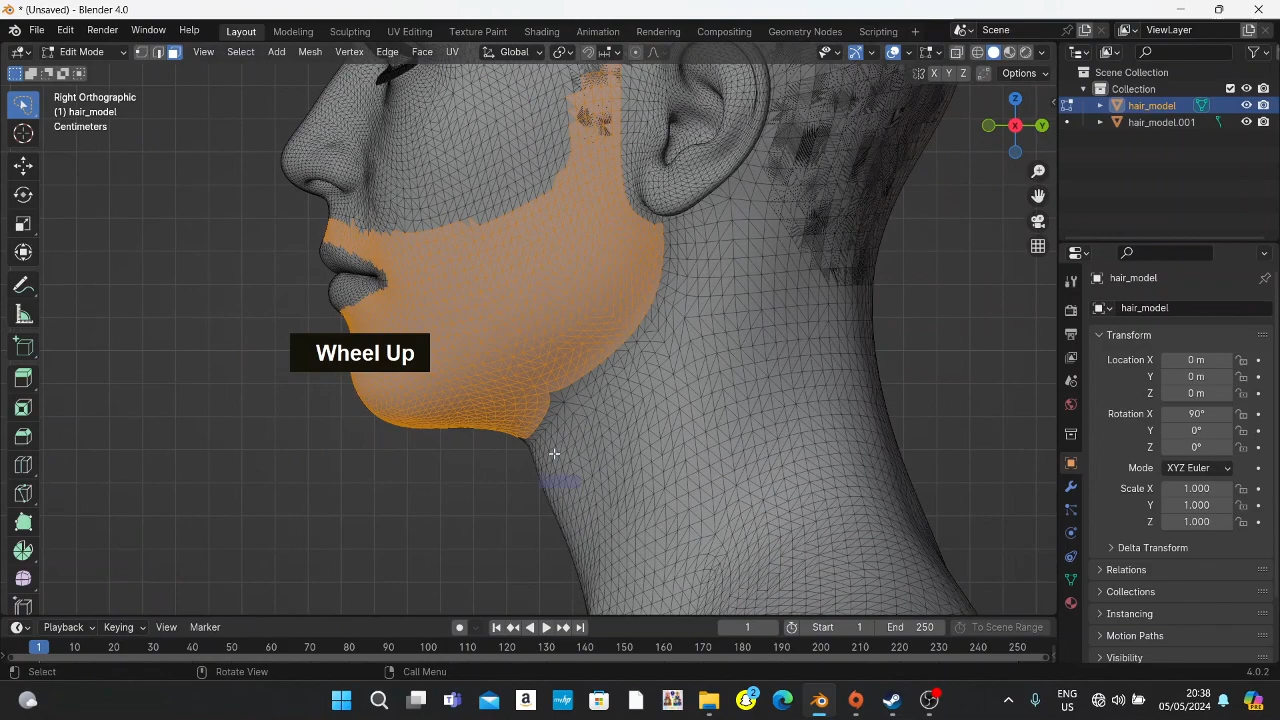 * (Unsaved) - Blender 4.0
File Edit Render Window Help Layout Modeling Sculpting UV Editing Texture Paint Shading Animation Rendering Compositing Geometry Nodes Scripting + Scene ViewLayer
Edit Mode View Select Add Mesh Vertex Edge Face UV Global
X Y Z Options
Right Orthographic
(1) hair_model
Centimeters
Z
X
Y
Scene Collection
Collection
hair_model
hair_model.001
hair_model
hair_model
Transform
Location X 0 m
Y 0 m
Z 0 m
Rotation X 90°
Y 0°
Z 0°
Mode XYZ Euler
Scale X 1.000
Y 1.000
Z 1.000
Delta Transform
Relations
Collections
Instancing
Motion Paths
Visibility
Wheel Up
Playback Keying View Marker 1 Start 1 End 250 To Scene Range
1 10 20 30 40 50 60 70 80 90 100 110 120 130 140 150 160 170 180 190 200 210 220 230 240 250
Select Rotate View Call Menu 4.0.2
ENG
UK
20:38
05/05/2024